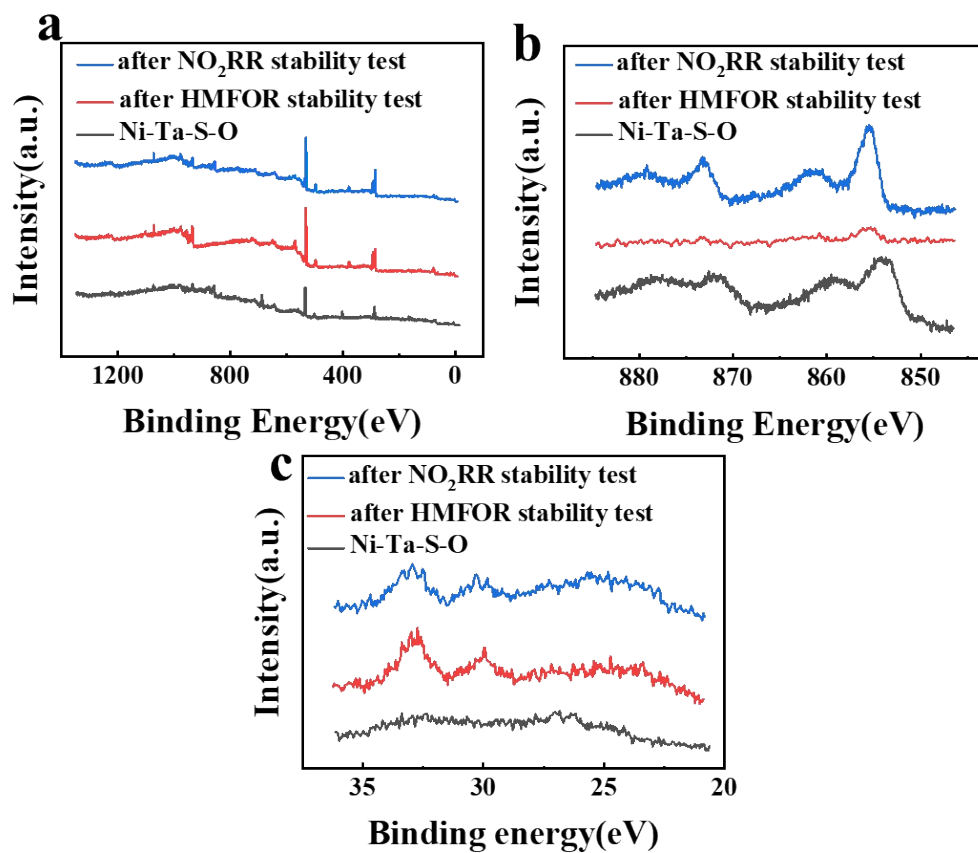 a
after NO₂RR stability test
after HMFOR stability test
Ni-Ta-S-O
Intensity(a.u.)
1200 800 400 0
Binding Energy(eV)
b
after NO₂RR stability test
after HMFOR stability test
Ni-Ta-S-O
Intensity(a.u.)
880 870 860 850
Binding Energy(eV)
c
after NO₂RR stability test
after HMFOR stability test
Ni-Ta-S-O
Intensity(a.u.)
35 30 25 20
Binding energy(eV)